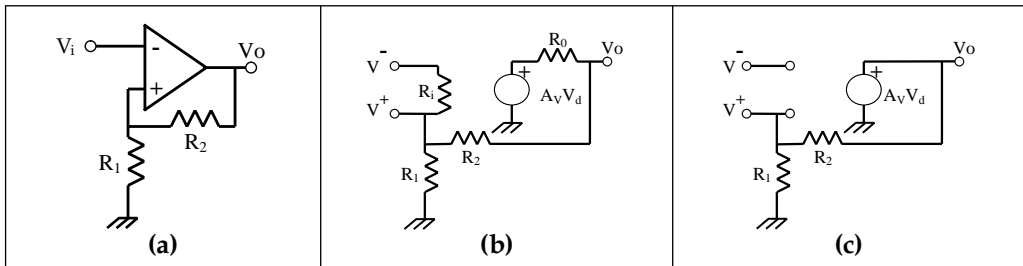 Vi
-
Vo
+
R2
R1
(a)
V-
Ri
V+
R0
Vo
+
AVVd
R2
R1
(b)
V-
V+
Vo
+
AVVd
R2
R1
(c)